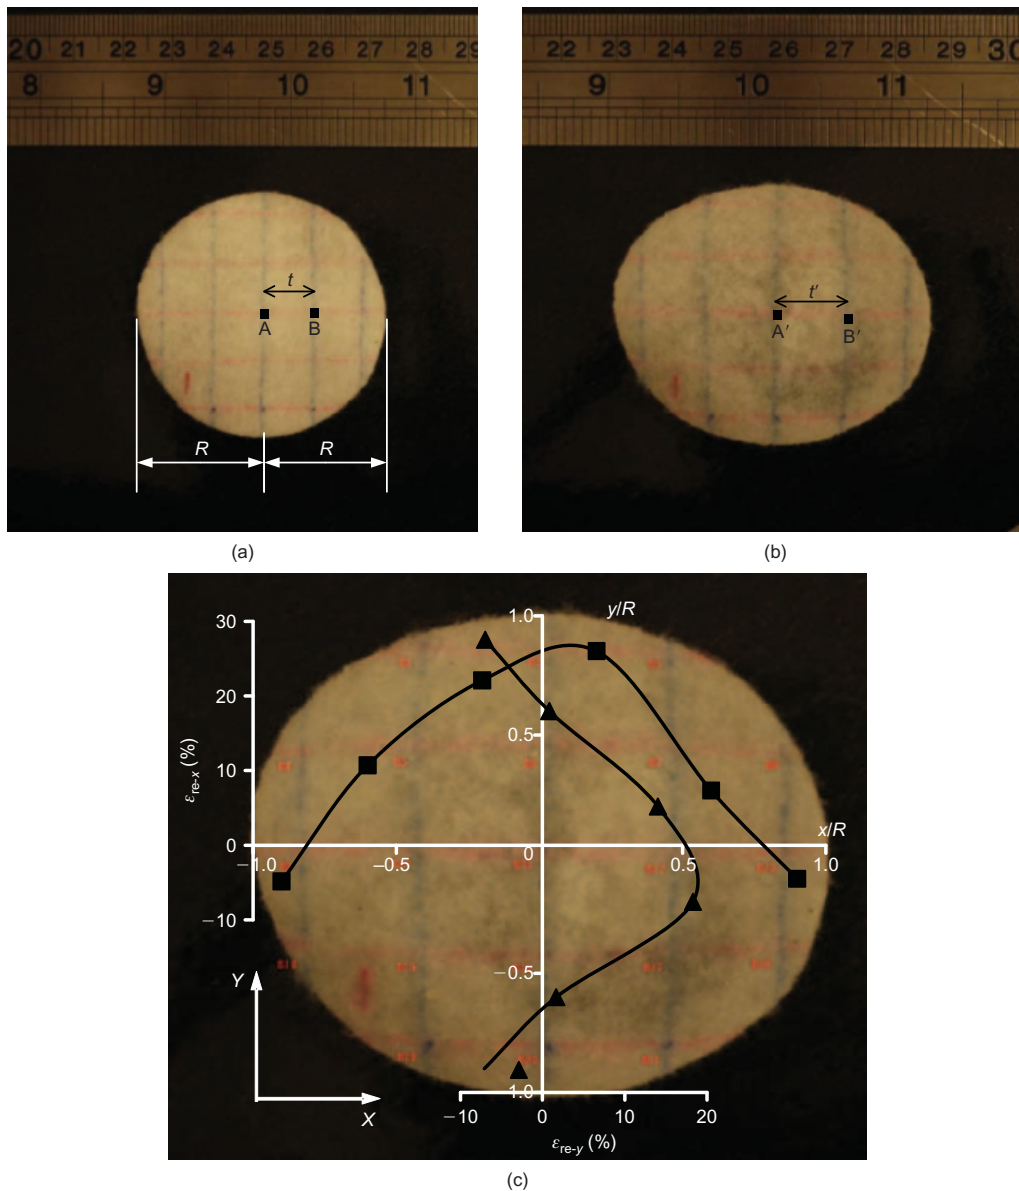 20 21 22 23 24 25 26 27 28 29
8 9 10 11
t
A B
R R
(a)
22 23 24 25 26 27 28 29 30
9 10 11
t′
A′ B′
(b)
30
20
10
0
−10
εre-x (%)
1.0 y/R
0.5
x/R
−1.0 −0.5 0 0.5 1.0
−0.5
1.0
Y
X
−10 0 10 20
εre-y (%)
(c)